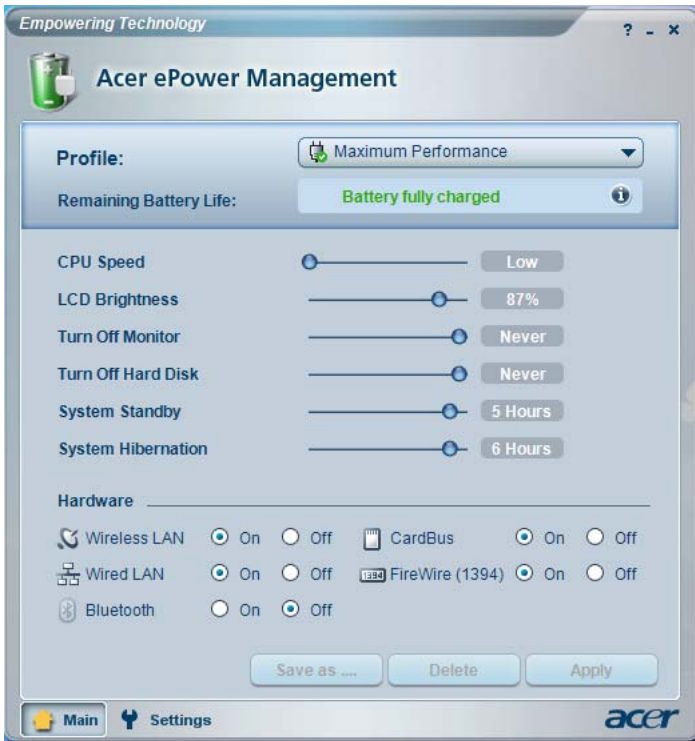 Empowering Technology
? - x
Acer ePower Management
Profile: Maximum Performance
Remaining Battery Life: Battery fully charged
CPU Speed Low
LCD Brightness 87%
Turn Off Monitor Never
Turn Off Hard Disk Never
System Standby 5 Hours
System Hibernation 6 Hours
Hardware
Wireless LAN On Off CardBus On Off
Wired LAN On Off 1394 FireWire (1394) On Off
Bluetooth On Off
Save as .... Delete Apply
Main Settings acer